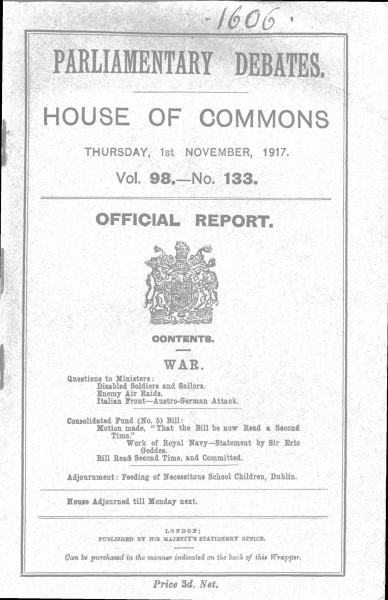 ·1606·
PARLIAMENTARY DEBATES.
HOUSE OF COMMONS
THURSDAY, 1st NOVEMBER, 1917.
Vol. 98.—No. 133.
OFFICIAL REPORT.
CONTENTS.
WAR.
Questions to Ministers:
Disabled Soldiers and Sailors.
Enemy Air Raids.
Italian Front—Austro-German Attack.
Consolidated Fund (No. 5) Bill:
Motion made, "That the Bill be now Read a Second
Time."
Work of Royal Navy—Statement by Sir Eric
Geddes.
Bill Read Second Time, and Committed.
Adjournment: Feeding of Necessitous School Children, Dublin.
House Adjourned till Monday next.
LONDON:
PUBLISHED BY HIS MAJESTY'S STATIONERY OFFICE.
Can be purchased in the manner indicated on the back of this Wrapper.
Price 3d. Net.